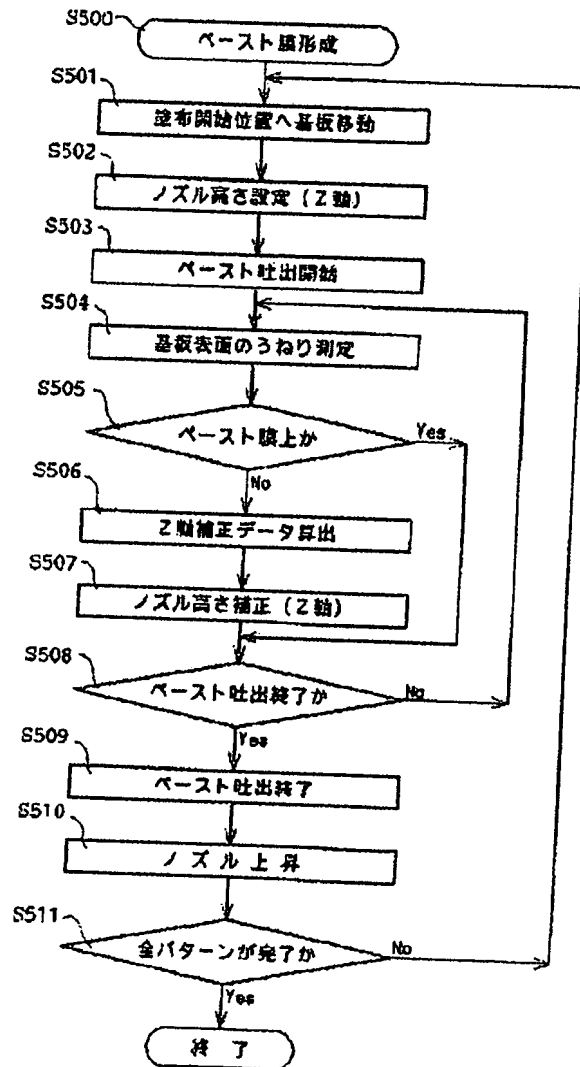 S500
ペースト膜形成
S501
塗布開始位置へ基板移動
S502
ノズル高さ設定(Z軸)
S503
ペースト吐出開始
S504
基板表面のうねり測定
S505
ペースト膜上か
Yes
No
S506
Z軸補正データ算出
S507
ノズル高さ補正(Z軸)
S508
ペースト吐出終了か
No
Yes
S509
ペースト吐出終了
S510
ノズル上昇
S511
全パターンが完了か
No
Yes
終了